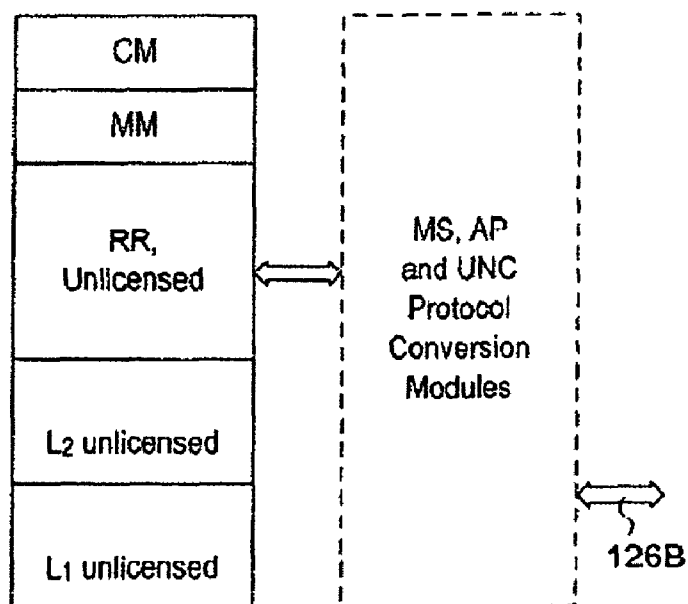 CM
MM
RR,
Unlicensed
L2 unlicensed
L1 unlicensed
MS, AP
and UNC
Protocol
Conversion
Modules
126B